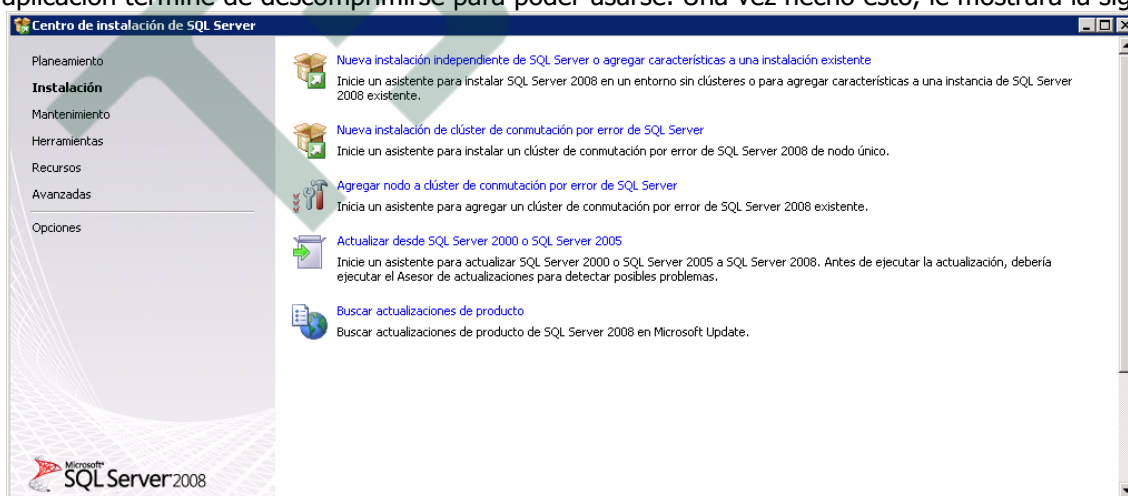 aplicación termine de descomprimirse para poder usarse. Una vez hecho esto, le mostrará la sig
Centro de instalación de SQL Server
Planeamiento
Instalación
Mantenimiento
Herramientas
Recursos
Avanzadas
Opciones
Nueva instalación independiente de SQL Server o agregar características a una instalación existente
Inicie un asistente para instalar SQL Server 2008 en un entorno sin clústeres o para agregar características a una instancia de SQL Server
2008 existente.
Nueva instalación de clúster de conmutación por error de SQL Server
Inicie un asistente para instalar un clúster de conmutación por error de SQL Server 2008 de nodo único.
Agregar nodo a clúster de conmutación por error de SQL Server
Inicia un asistente para agregar un clúster de conmutación por error de SQL Server 2008 existente.
Actualizar desde SQL Server 2000 o SQL Server 2005
Inicie un asistente para actualizar SQL Server 2000 o SQL Server 2005 a SQL Server 2008. Antes de ejecutar la actualización, debería
ejecutar el Asesor de actualizaciones para detectar posibles problemas.
Buscar actualizaciones de producto
Buscar actualizaciones de producto de SQL Server 2008 en Microsoft Update.
Microsoft
SQL Server 2008